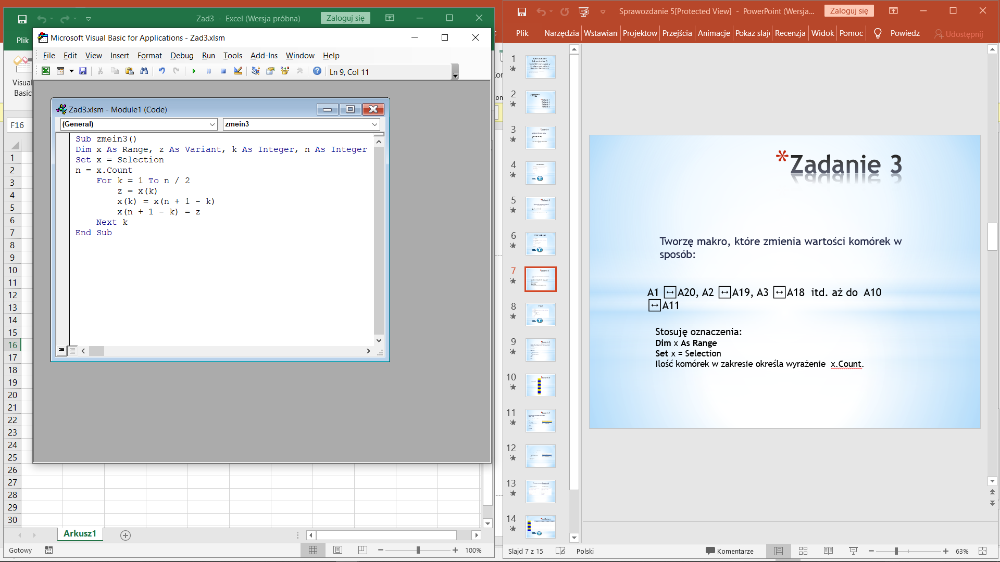 Zad3 - Excel (Wersja próbna)
Zaloguj się
Plik
Visual
Basic
F16
Microsoft Visual Basic for Applications - Zad3.xlsm
File Edit View Insert Format Debug Run Tools Add-Ins Window Help
Ln 9, Col 11
Zad3.xlsm - Module1 (Code)
(General)
zmein3
Sub zmein3()
Dim x As Range, z As Variant, k As Integer, n As Integer
Set x = Selection
n = x.Count
For k = 1 To n / 2
z = x(k)
x(k) = x(n + 1 - k)
x(n + 1 - k) = z
Next k
End Sub
1
2
3
4
5
6
7
8
9
10
11
12
13
14
15
16
17
18
19
20
21
22
23
24
25
26
27
28
29
30
Arkusz1
Gotowy
100%
Sprawozdanie 5[Protected View] - PowerPoint (Wersja...
Zaloguj się
Plik Narzędzia Wstawiani Projektow Przejścia Animacje Pokaz slaj Recenzja Widok Pomoc Powiedz Udostępnij
1
2
3
4
5
6
7
8
9
10
11
12
13
14
*Zadanie 3
Tworzę makro, które zmienia wartości komórek w
sposób:
A1 ↔A20, A2 ↔A19, A3 ↔A18 itd. aż do A10
↔A11
Stosuję oznaczenia:
Dim x As Range
Set x = Selection
Ilość komórek w zakresie określa wyrażenie x.Count.
Slajd 7 z 15
Polski
Komentarze
63%